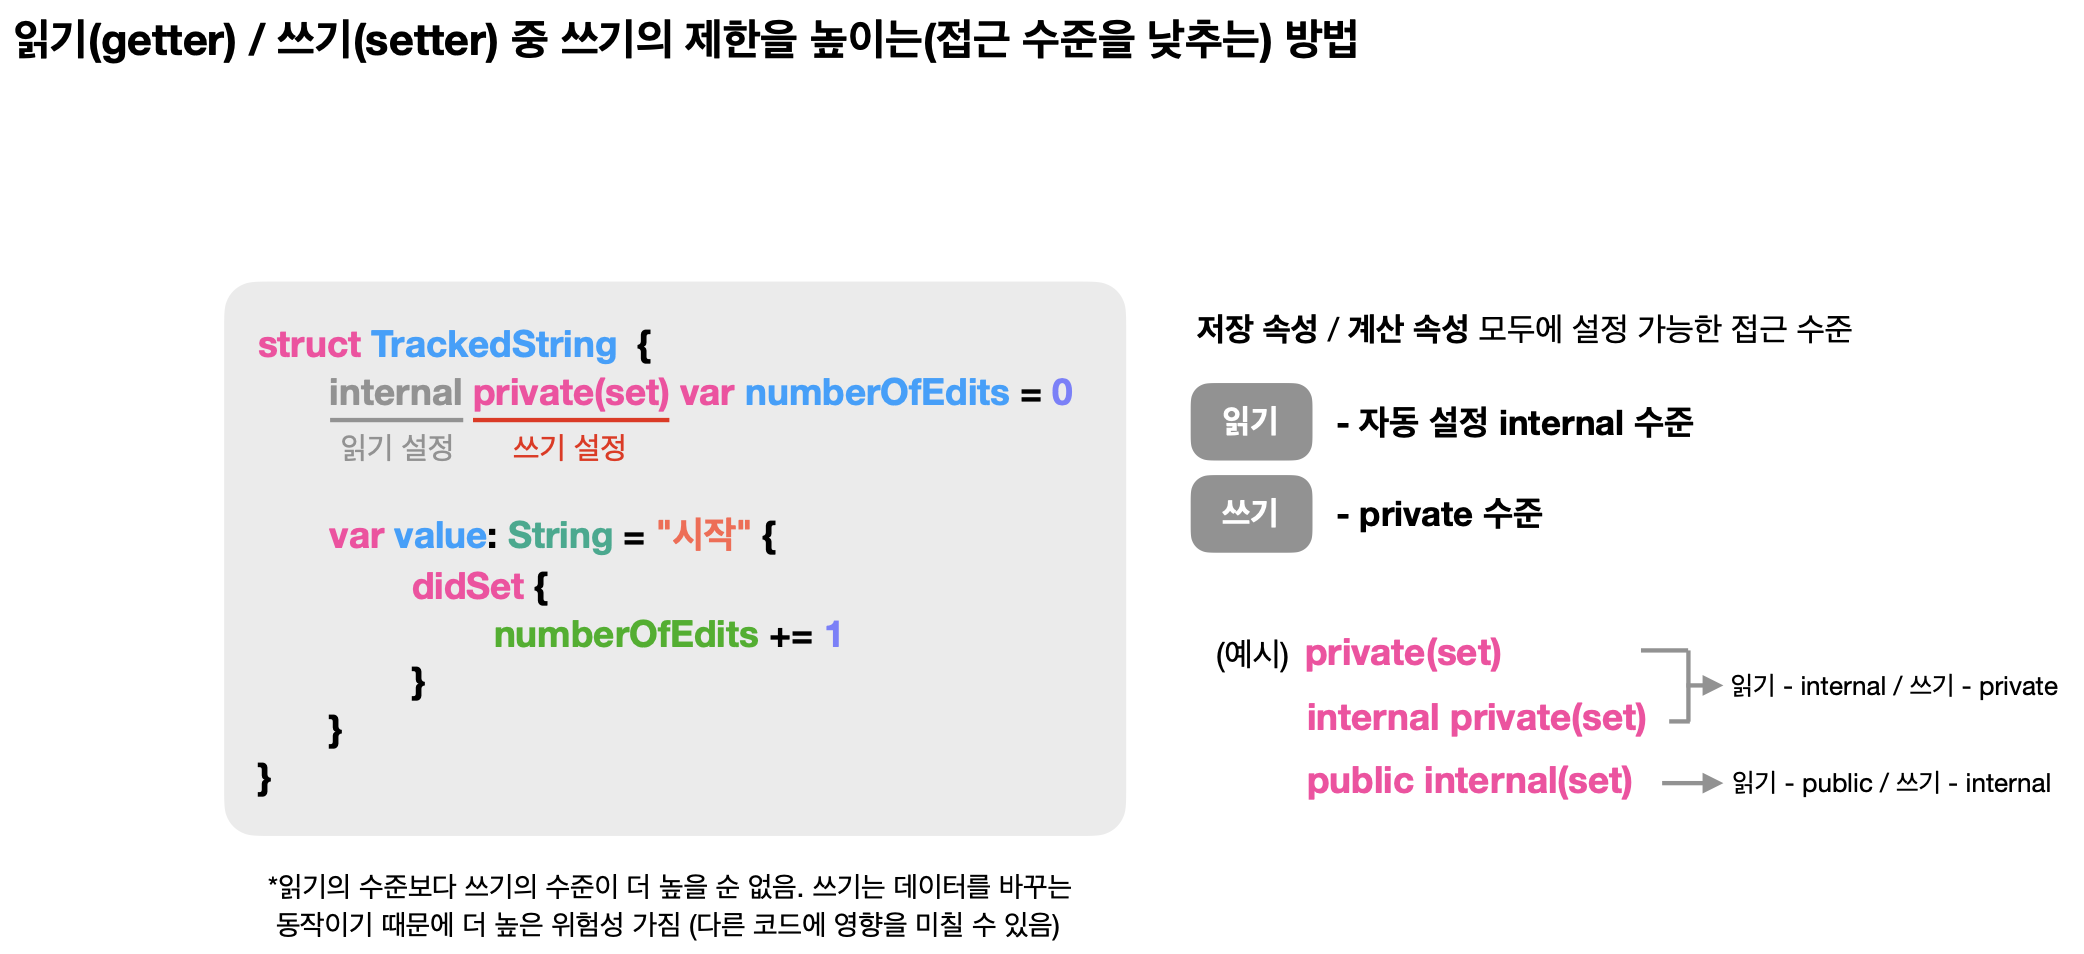 읽기(getter) / 쓰기(setter) 중 쓰기의 제한을 높이는(접근 수준을 낮추는) 방법
struct TrackedString {
internal private(set) var numberOfEdits = 0
읽기 설정 쓰기 설정
var value: String = "시작" {
didSet {
numberOfEdits += 1
}
}
}
*읽기의 수준보다 쓰기의 수준이 더 높을 순 없음. 쓰기는 데이터를 바꾸는
동작이기 때문에 더 높은 위험성 가짐 (다른 코드에 영향을 미칠 수 있음)
저장 속성 / 계산 속성 모두에 설정 가능한 접근 수준
읽기 - 자동 설정 internal 수준
쓰기 - private 수준
(예시) private(set)
internal private(set)
읽기 - internal / 쓰기 - private
public internal(set)
읽기 - public / 쓰기 - internal